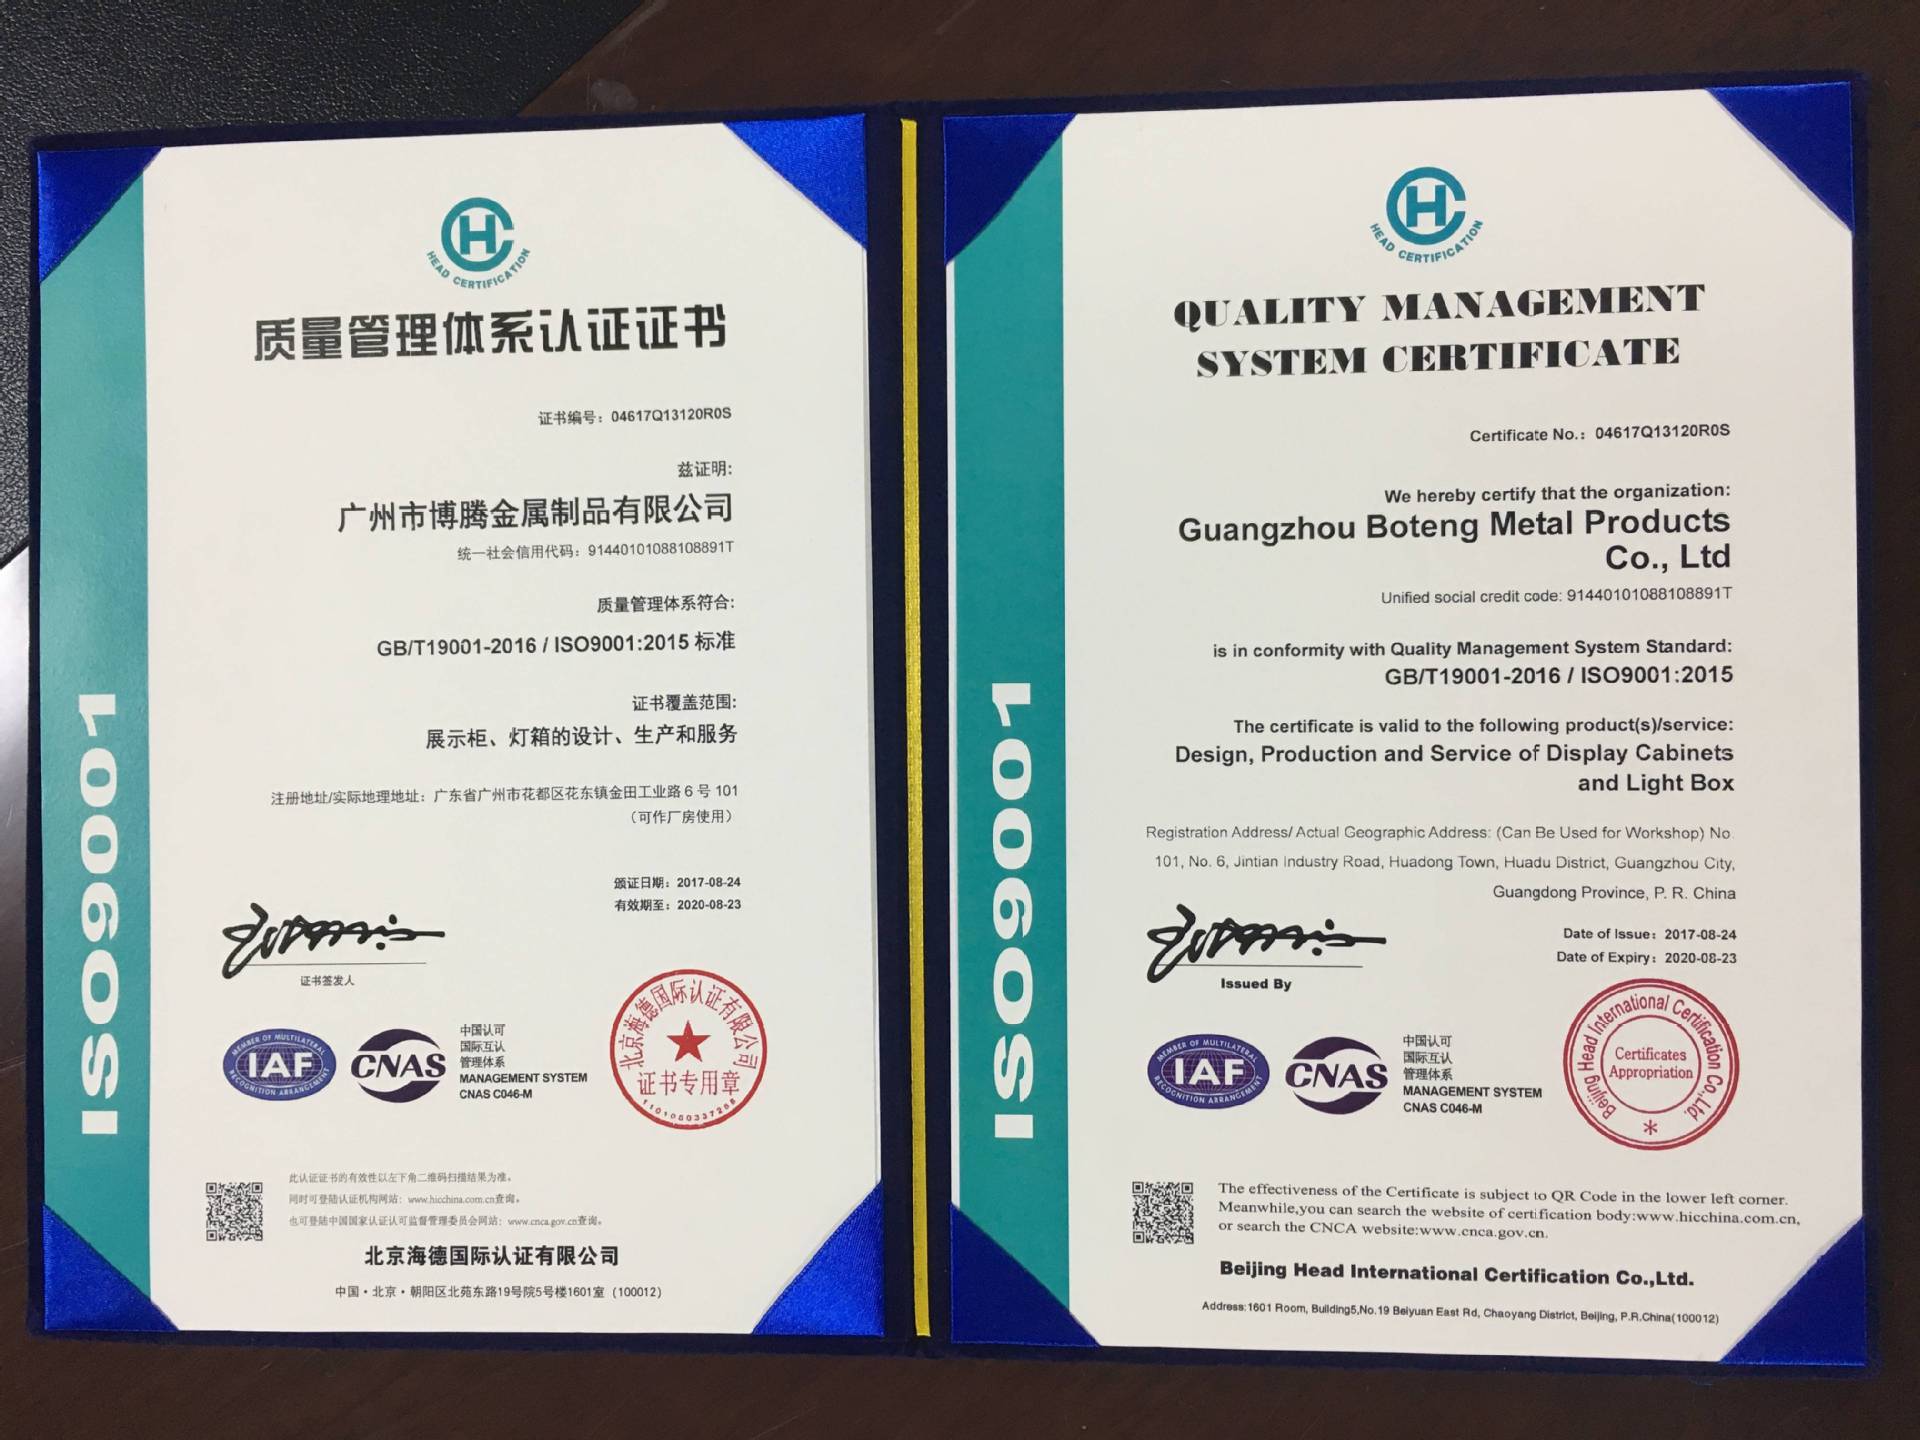 HC
HEAD CERTIFICATION
质量管理体系认证证书
证书编号：04617Q13120R0S
兹证明:
广州市博腾金属制品有限公司
统一社会信用代码：91440101088108891T
质量管理体系符合:
GB/T19001-2016 / ISO9001:2015 标准
证书覆盖范围:
展示柜、灯箱的设计、生产和服务
注册地址/实际地理地址：广东省广州市花都区花东镇金田工业路 6 号 101
（可作厂房使用）
颁证日期：2017-08-24
有效期至：2020-08-23
证书签发人
MEMBER OF MULTILATERAL
IAF
RECOGNITION ARRANGEMENT
CNAS
中国认可
国际互认
管理体系
MANAGEMENT SYSTEM
CNAS C046-M
北京海德国际认证有限公司
证书专用章
此认证证书的有效性以左下角二维码扫描结果为准。
同时可登陆认证机构网站：www.hicchina.com.cn查询。
也可登陆中国国家认证认可监督管理委员会网站：www.cnca.gov.cn查询。
北京海德国际认证有限公司
中国·北京·朝阳区北苑东路19号院5号楼1601室（100012）
ISO9001
HC
HEAD CERTIFICATION
QUALITY MANAGEMENT
SYSTEM CERTIFICATE
Certificate No.：04617Q13120R0S
We hereby certify that the organization:
Guangzhou Boteng Metal Products
Co., Ltd
Unified social credit code: 91440101088108891T
is in conformity with Quality Management System Standard:
GB/T19001-2016 / ISO9001:2015
The certificate is valid to the following product(s)/service:
Design, Production and Service of Display Cabinets
and Light Box
Registration Address/ Actual Geographic Address: (Can Be Used for Workshop) No.
101, No. 6, Jintian Industry Road, Huadong Town, Huadu District, Guangzhou City,
Guangdong Province, P. R. China
Date of Issue：2017-08-24
Date of Expiry：2020-08-23
Issued By
MEMBER OF MULTILATERAL
IAF
RECOGNITION ARRANGEMENT
CNAS
中国认可
国际互认
管理体系
MANAGEMENT SYSTEM
CNAS C046-M
Beijing Head International Certification Co.,Ltd.
Certificates
Appropriation
The effectiveness of the Certificate is subject to QR Code in the lower left corner.
Meanwhile,you can search the website of certification body:www.hicchina.com.cn,
or search the CNCA website:www.cnca.gov.cn.
Beijing Head International Certification Co.,Ltd.
Address:1601 Room, Building5,No.19 Beiyuan East Rd, Chaoyang District, Beijing, P.R.China(100012)
ISO9001